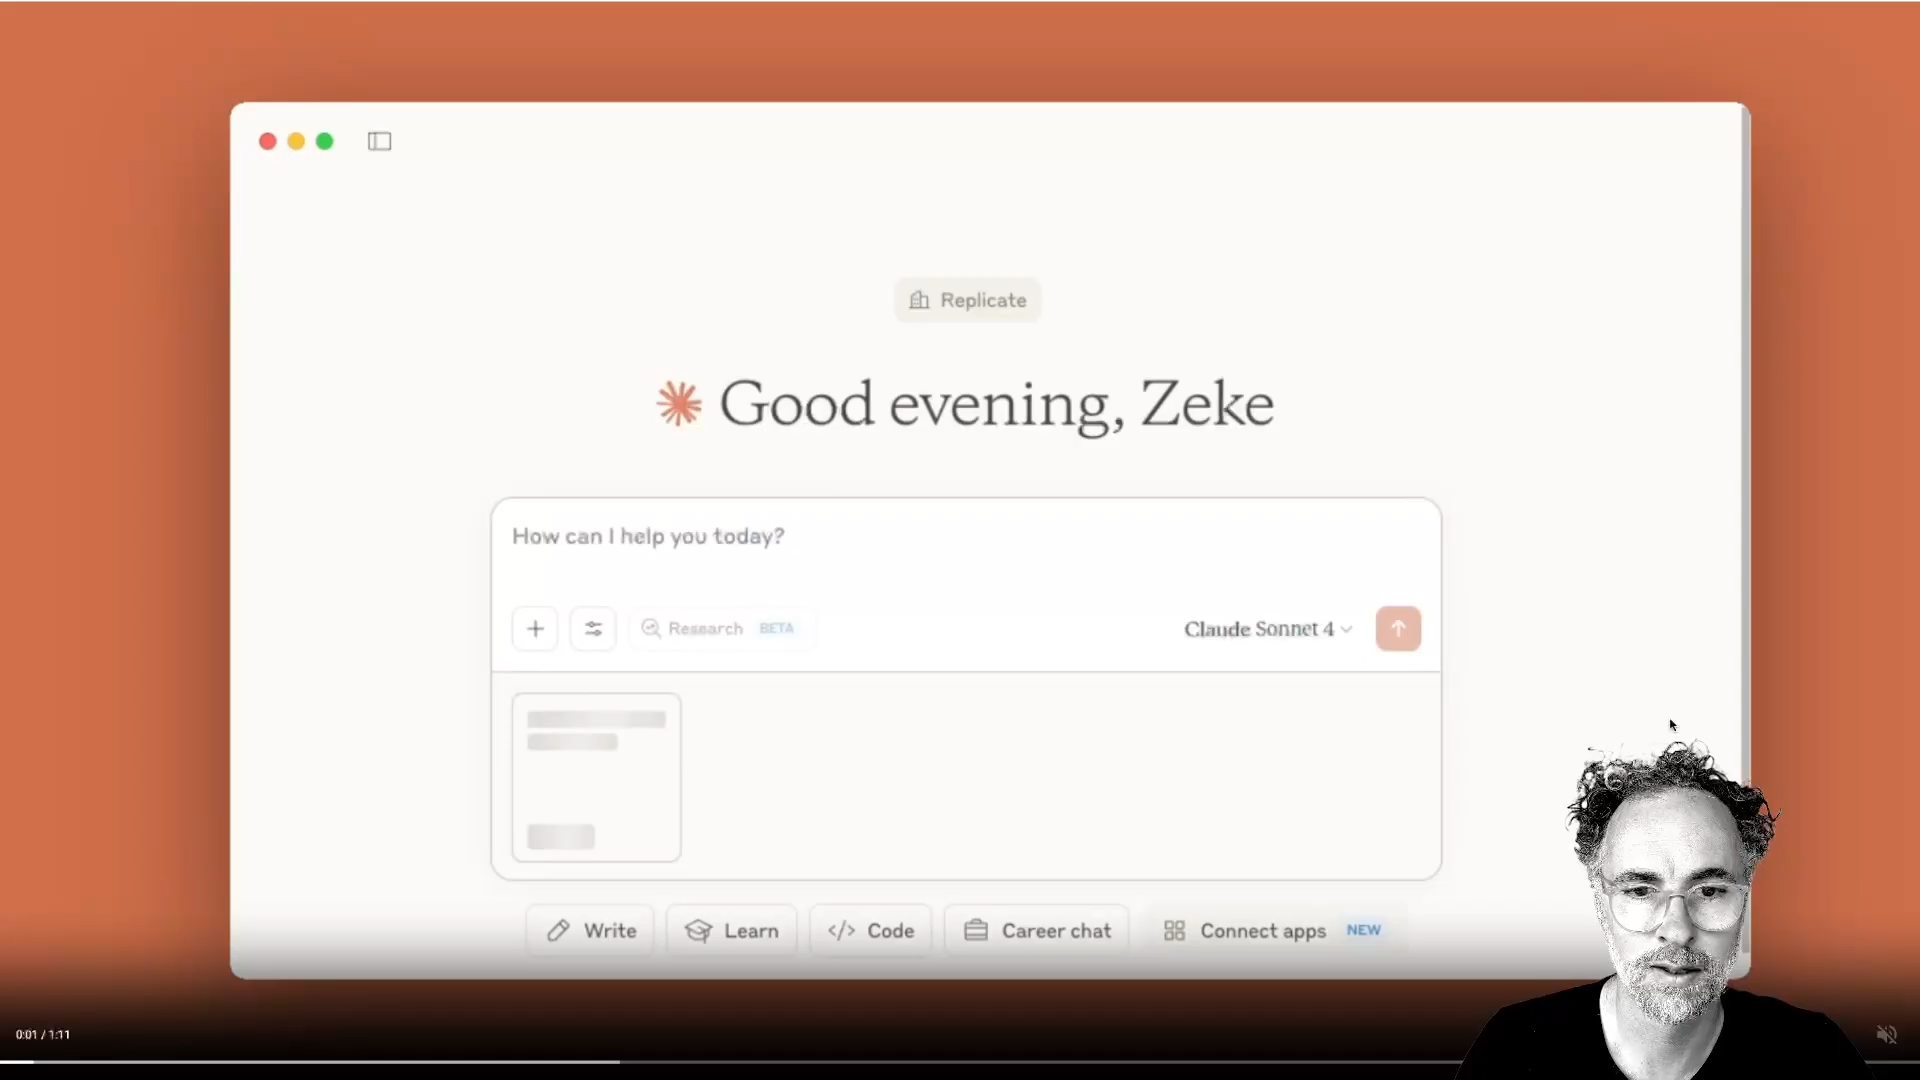 Replicate
Good evening, Zeke
How can I help you today?
Research BETA
Claude Sonnet 4
Write
Learn
</> Code
Career chat
Connect apps NEW
0:01 / 1:11